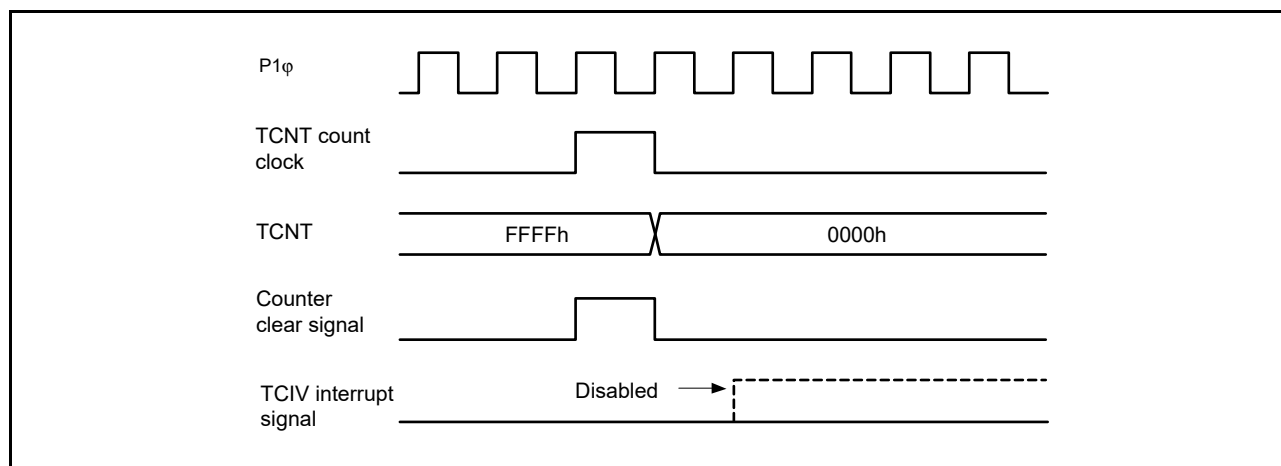 P1φ
TCNT count
clock
TCNT
FFFFh
0000h
Counter
clear signal
TCIV interrupt
signal
Disabled